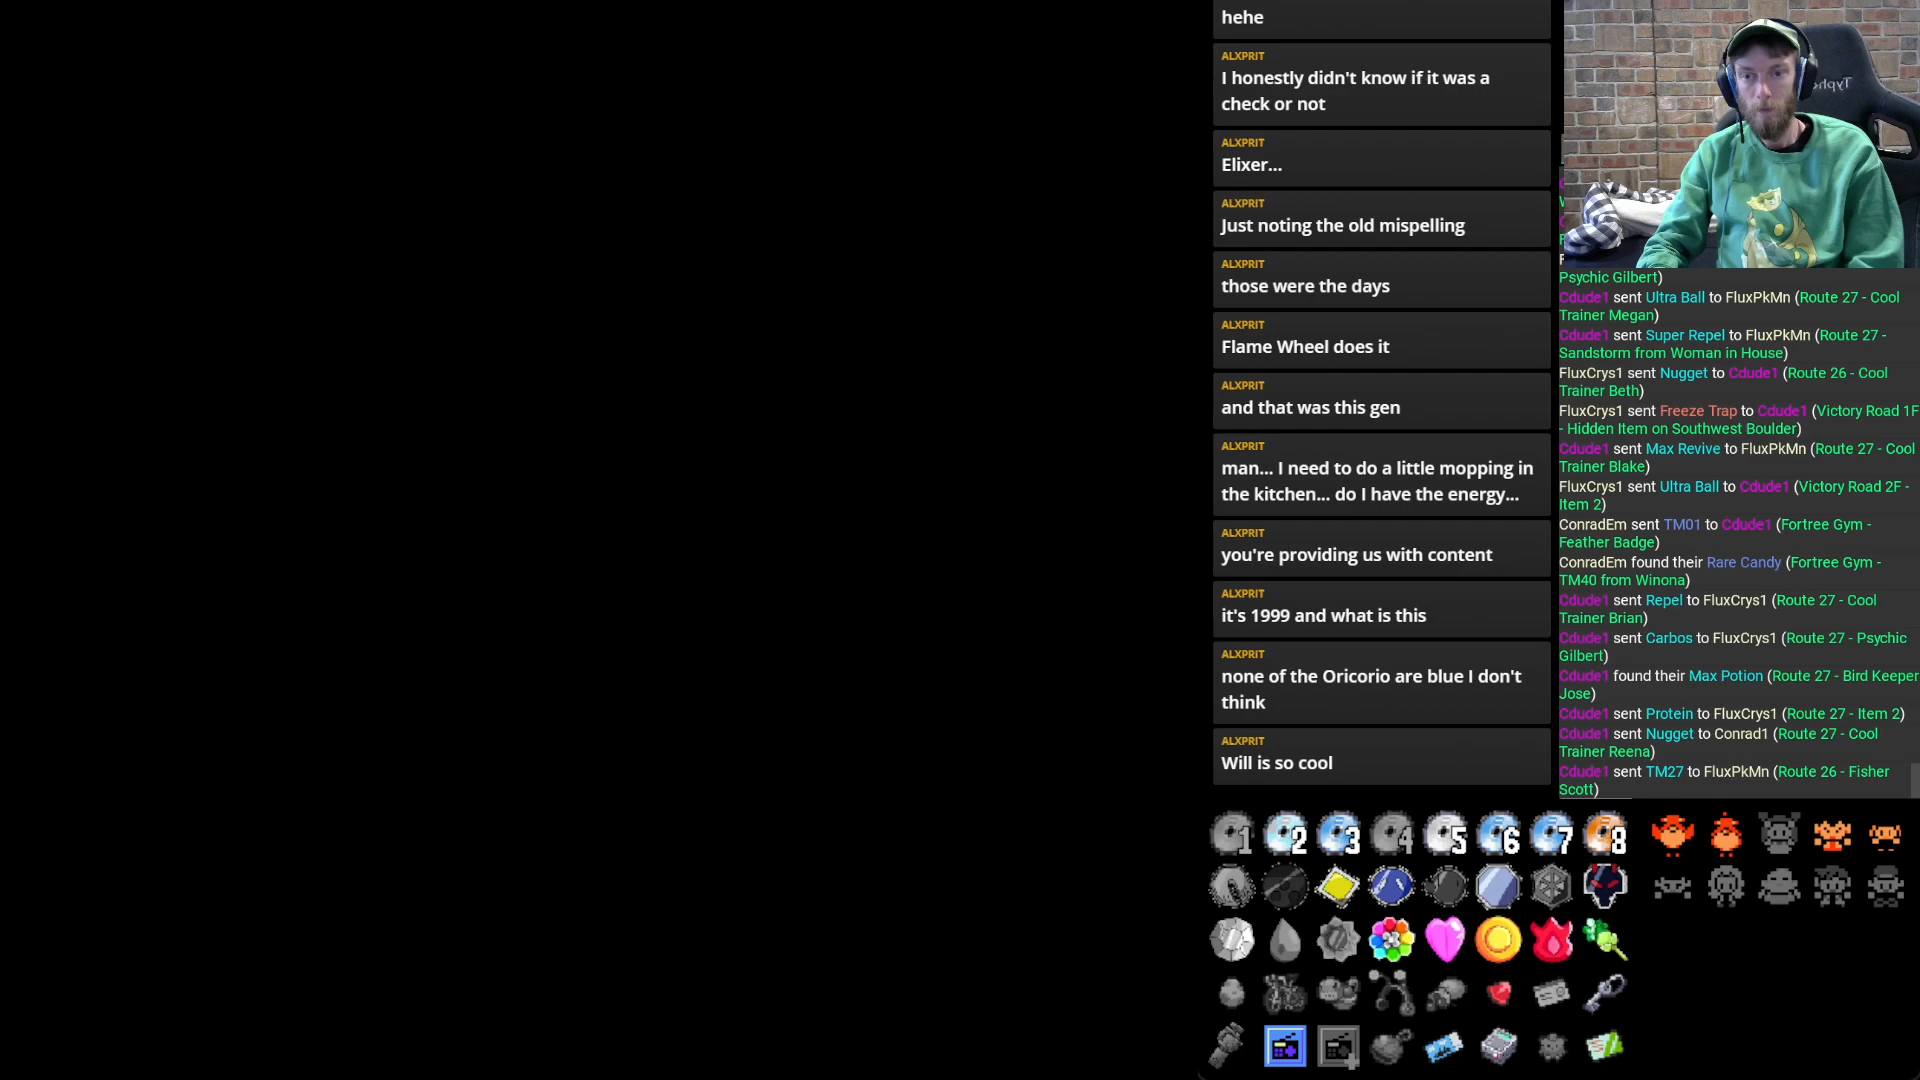 hehe
ALXPRIT
I honestly didn't know if it was a
check or not
ALXPRIT
Elixer...
ALXPRIT
Just noting the old mispelling
ALXPRIT
those were the days
ALXPRIT
Flame Wheel does it
ALXPRIT
and that was this gen
ALXPRIT
man... I need to do a little mopping in
the kitchen... do I have the energy...
ALXPRIT
you're providing us with content
ALXPRIT
it's 1999 and what is this
ALXPRIT
none of the Oricorio are blue I don't
think
ALXPRIT
Will is so cool
Psychic Gilbert)
Cdude1 sent Ultra Ball to FluxPkMn (Route 27 - Cool
Trainer Megan)
Cdude1 sent Super Repel to FluxPkMn (Route 27 -
Sandstorm from Woman in House)
FluxCrys1 sent Nugget to Cdude1 (Route 26 - Cool
Trainer Beth)
FluxCrys1 sent Freeze Trap to Cdude1 (Victory Road 1F
- Hidden Item on Southwest Boulder)
Cdude1 sent Max Revive to FluxPkMn (Route 27 - Cool
Trainer Blake)
FluxCrys1 sent Ultra Ball to Cdude1 (Victory Road 2F -
Item 2)
ConradEm sent TM01 to Cdude1 (Fortree Gym -
Feather Badge)
ConradEm found their Rare Candy (Fortree Gym -
TM40 from Winona)
Cdude1 sent Repel to FluxCrys1 (Route 27 - Cool
Trainer Brian)
Cdude1 sent Carbos to FluxCrys1 (Route 27 - Psychic
Gilbert)
Cdude1 found their Max Potion (Route 27 - Bird Keeper
Jose)
Cdude1 sent Protein to FluxCrys1 (Route 27 - Item 2)
Cdude1 sent Nugget to Conrad1 (Route 27 - Cool
Trainer Reena)
Cdude1 sent TM27 to FluxPkMn (Route 26 - Fisher
Scott)
1 2 3 4 5 6 7 8